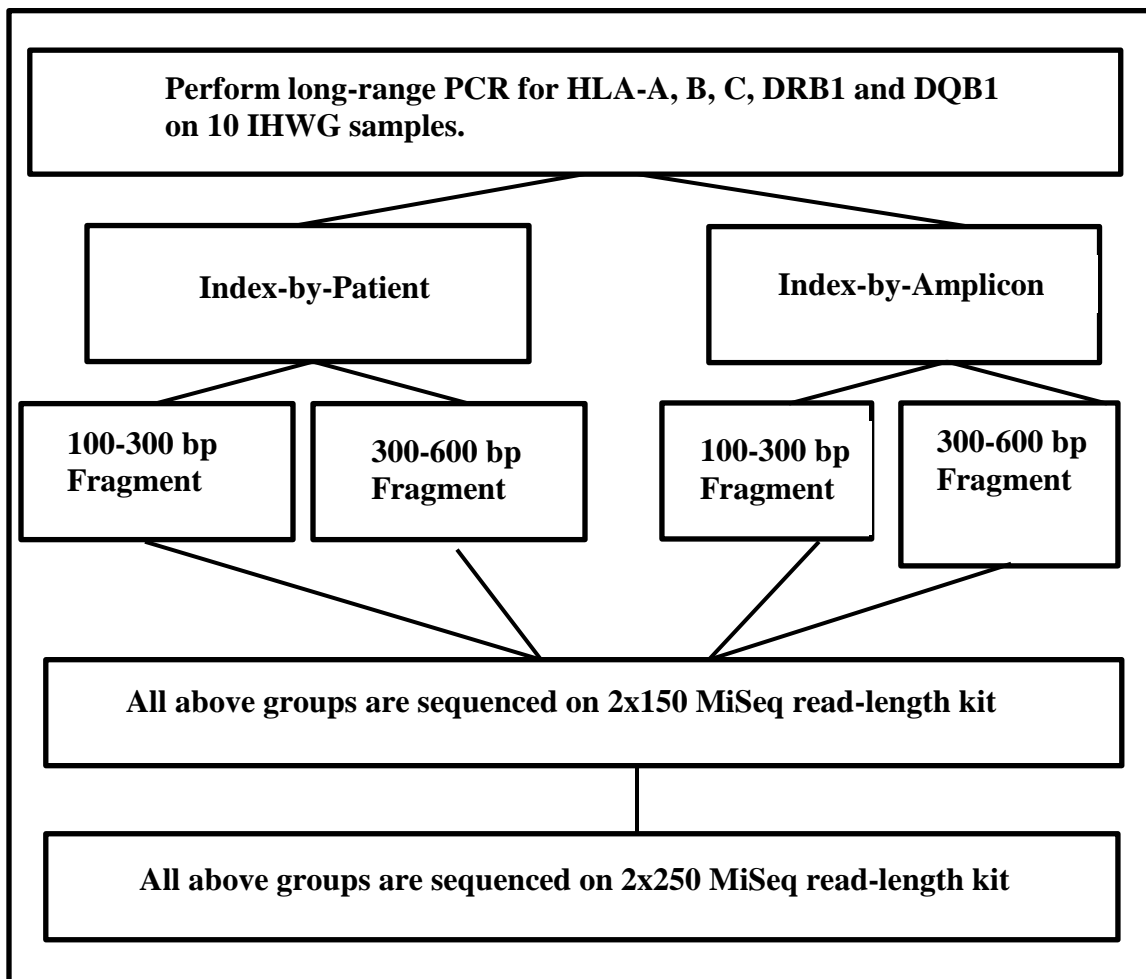 Perform long-range PCR for HLA-A, B, C, DRB1 and DQB1
on 10 IHWG samples.
Index-by-Patient
Index-by-Amplicon
100-300 bp
Fragment
300-600 bp
Fragment
100-300 bp
Fragment
300-600 bp
Fragment
All above groups are sequenced on 2x150 MiSeq read-length kit
All above groups are sequenced on 2x250 MiSeq read-length kit